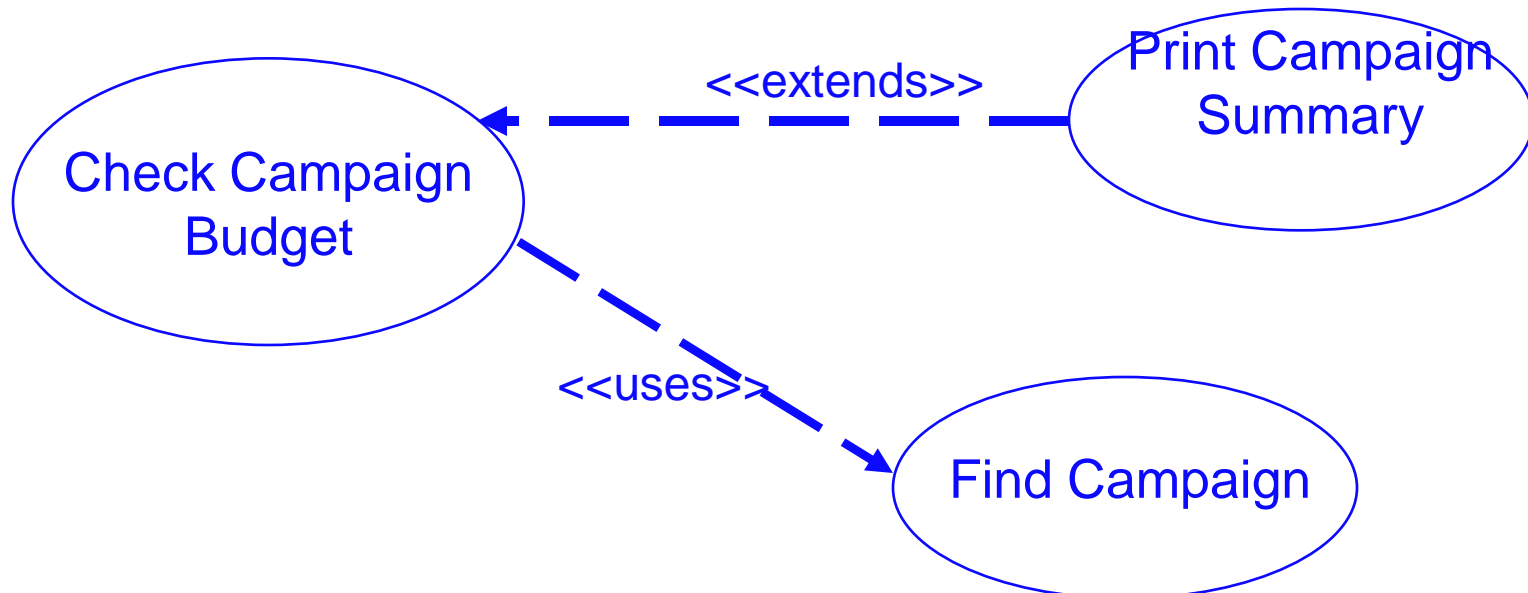 Print Campaign
Summary
<<extends>>
Check Campaign
Budget
<<uses>>
Find Campaign